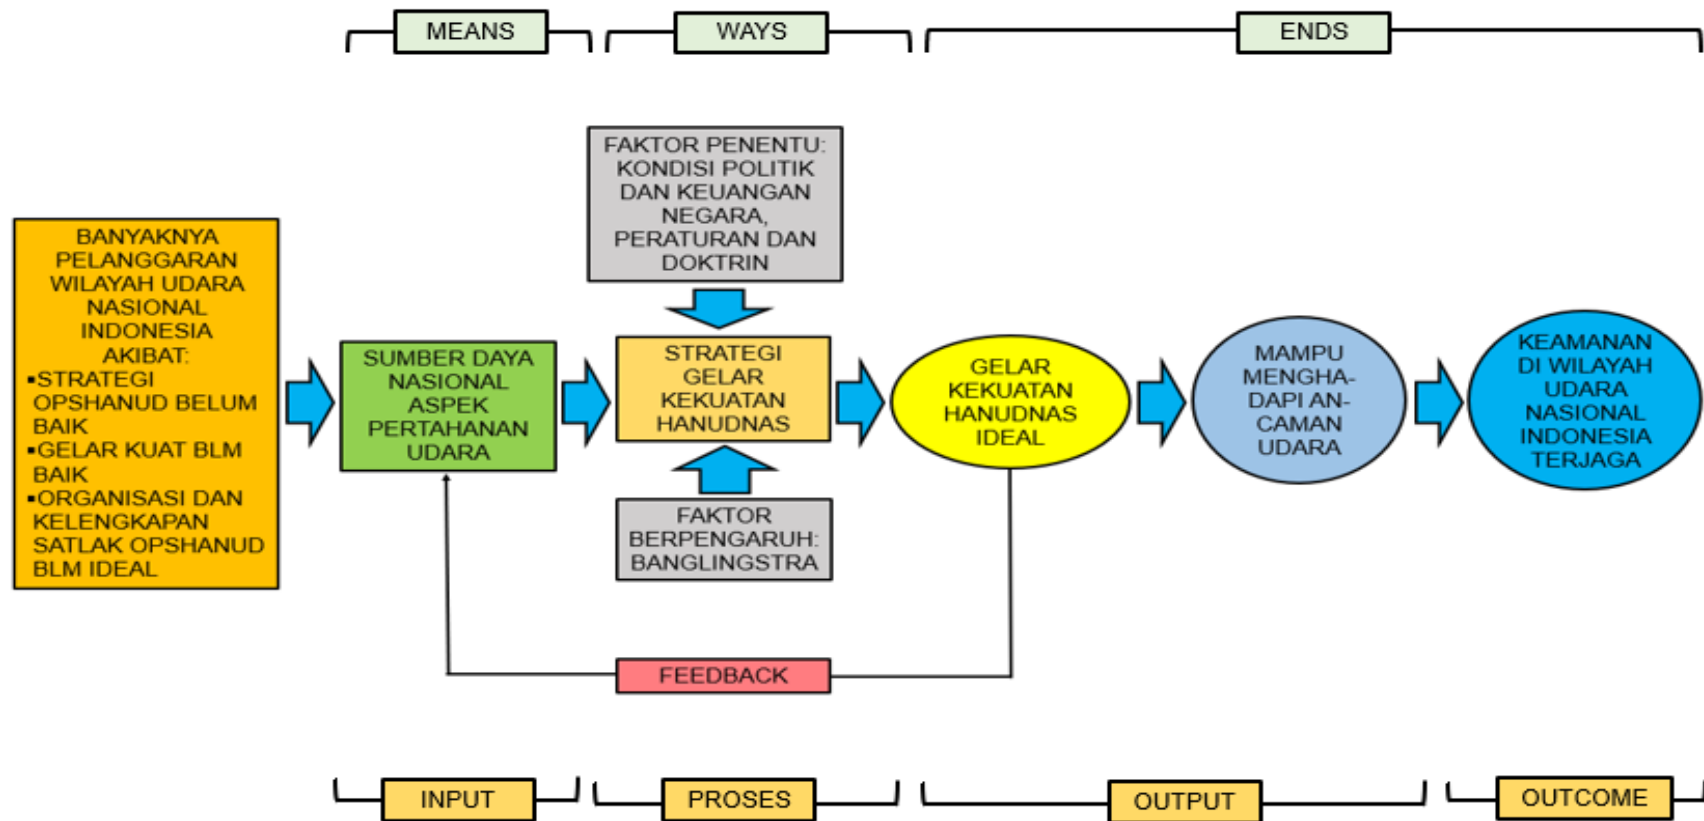 MEANS
WAYS
ENDS
BANYAKNYA
PELANGGARAN
WILAYAH UDARA
NASIONAL
INDONESIA
AKIBAT:
▪STRATEGI
OPSHANUD BELUM
BAIK
▪GELAR KUAT BLM
BAIK
▪ORGANISASI DAN
KELENGKAPAN
SATLAK OPSHANUD
BLM IDEAL
SUMBER DAYA
NASIONAL
ASPEK
PERTAHANAN
UDARA
FAKTOR PENENTU:
KONDISI POLITIK
DAN KEUANGAN
NEGARA,
PERATURAN DAN
DOKTRIN
STRATEGI
GELAR
KEKUATAN
HANUDNAS
FAKTOR
BERPENGARUH:
BANGLINGSTRA
GELAR
KEKUATAN
HANUDNAS
IDEAL
MAMPU
MENGHA-
DAPI AN-
CAMAN
UDARA
KEAMANAN
DI WILAYAH
UDARA
NASIONAL
INDONESIA
TERJAGA
FEEDBACK
INPUT
PROSES
OUTPUT
OUTCOME